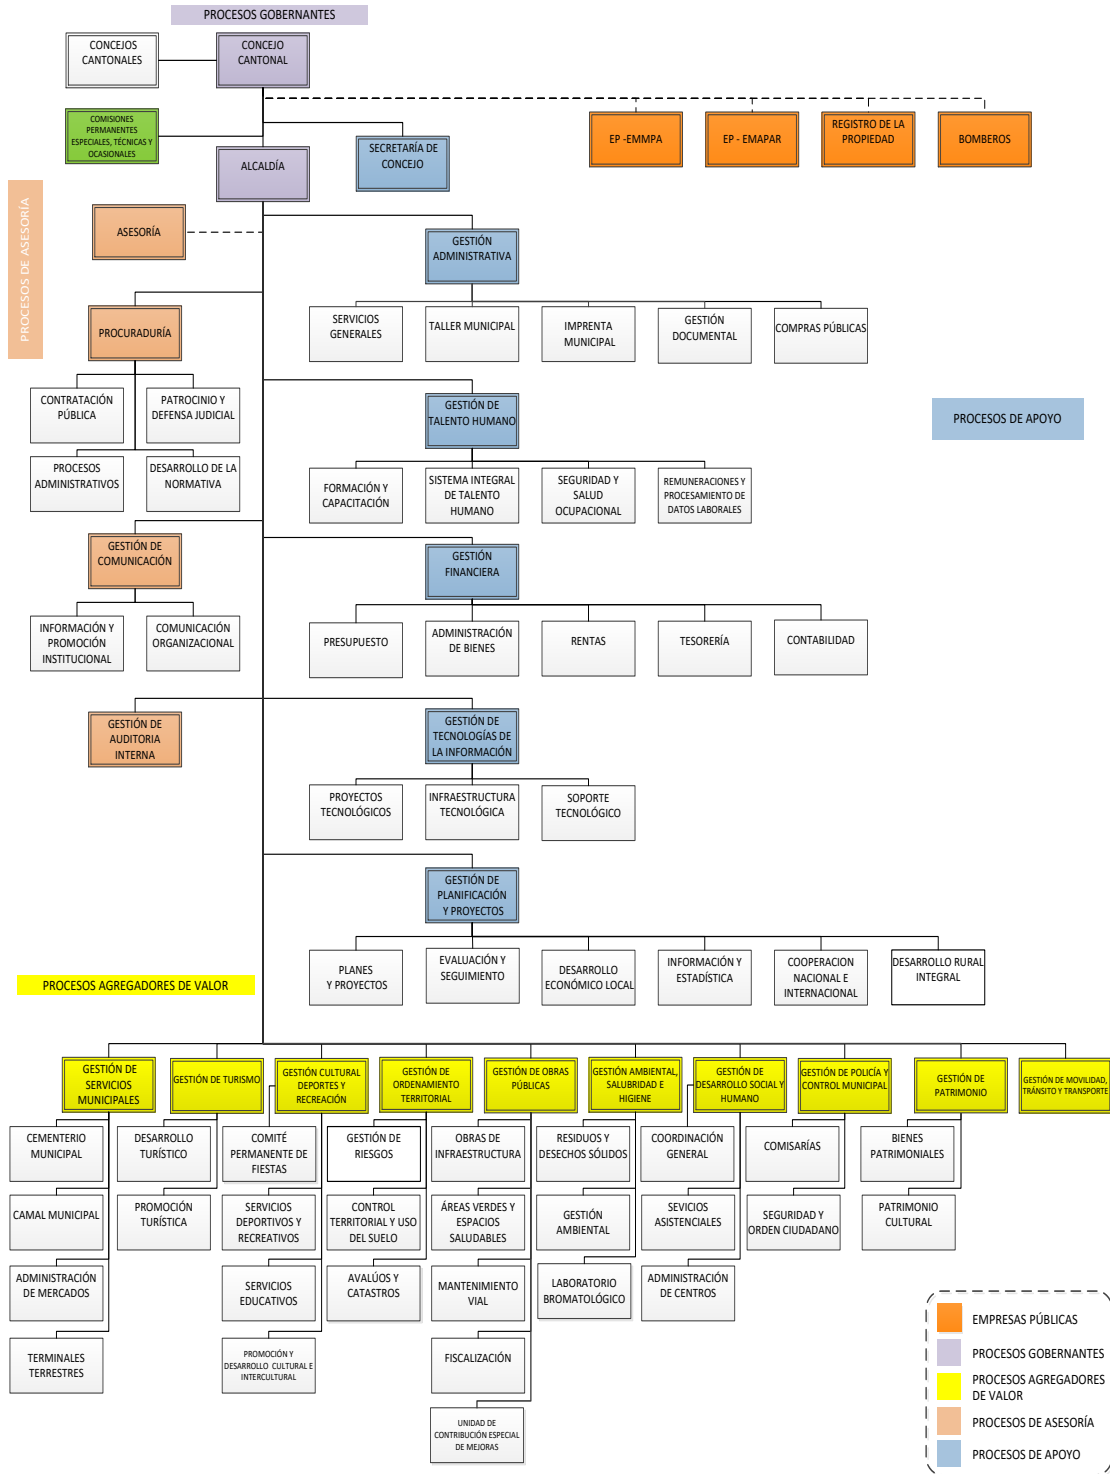 PROCESOS GOBERNANTES
CONCEJOS
CANTONALES
CONCEJO
CANTONAL
COMISIONES
PERMANENTES
ESPECIALES, TÉCNICAS Y
OCASIONALES
SECRETARÍA DE
CONCEJO
EP -EMMPA
EP - EMAPAR
REGISTRO DE LA
PROPIEDAD
BOMBEROS
ALCALDÍA
PROCESOS DE ASESORÍA
ASESORÍA
GESTIÓN
ADMINISTRATIVA
SERVICIOS
GENERALES
TALLER MUNICIPAL
IMPRENTA
MUNICIPAL
GESTIÓN
DOCUMENTAL
COMPRAS PÚBLICAS
PROCURADURÍA
CONTRATACIÓN
PÚBLICA
PATROCINIO Y
DEFENSA JUDICIAL
PROCESOS
ADMINISTRATIVOS
DESARROLLO DE LA
NORMATIVA
GESTIÓN DE
TALENTO HUMANO
PROCESOS DE APOYO
FORMACIÓN Y
CAPACITACIÓN
SISTEMA INTEGRAL
DE TALENTO
HUMANO
SEGURIDAD Y
SALUD
OCUPACIONAL
REMUNERACIONES Y
PROCESAMIENTO DE
DATOS LABORALES
GESTIÓN DE
COMUNICACIÓN
INFORMACIÓN Y
PROMOCIÓN
INSTITUCIONAL
COMUNICACIÓN
ORGANIZACIONAL
GESTIÓN
FINANCIERA
PRESUPUESTO
ADMINISTRACIÓN
DE BIENES
RENTAS
TESORERÍA
CONTABILIDAD
GESTIÓN DE
AUDITORIA
INTERNA
GESTIÓN DE
TECNOLOGÍAS DE
LA INFORMACIÓN
PROYECTOS
TECNOLÓGICOS
INFRAESTRUCTURA
TECNOLÓGICA
SOPORTE
TECNOLÓGICO
GESTIÓN DE
PLANIFICACIÓN
Y PROYECTOS
PLANES
Y PROYECTOS
EVALUACIÓN Y
SEGUIMIENTO
DESARROLLO
ECONÓMICO LOCAL
INFORMACIÓN Y
ESTADÍSTICA
COOPERACION
NACIONAL E
INTERNACIONAL
DESARROLLO RURAL
INTEGRAL
PROCESOS AGREGADORES DE VALOR
GESTIÓN DE
SERVICIOS
MUNICIPALES
GESTIÓN DE TURISMO
GESTIÓN CULTURAL
DEPORTES Y
RECREACIÓN
GESTIÓN DE
ORDENAMIENTO
TERRITORIAL
GESTIÓN DE OBRAS
PÚBLICAS
GESTIÓN AMBIENTAL,
SALUBRIDAD E
HIGIENE
GESTIÓN DE
DESARROLLO SOCIAL Y
HUMANO
GESTIÓN DE POLICÍA Y
CONTROL MUNICIPAL
GESTIÓN DE
PATRIMONIO
GESTIÓN DE MOVILIDAD,
TRÁNSITO Y TRANSPORTE
CEMENTERIO
MUNICIPAL
DESARROLLO
TURÍSTICO
COMITÉ
PERMANENTE DE
FIESTAS
GESTIÓN DE
RIESGOS
OBRAS DE
INFRAESTRUCTURA
RESIDUOS Y
DESECHOS SÓLIDOS
COORDINACIÓN
GENERAL
COMISARÍAS
BIENES
PATRIMONIALES
CAMAL MUNICIPAL
PROMOCIÓN
TURÍSTICA
SERVICIOS
DEPORTIVOS Y
RECREATIVOS
CONTROL
TERRITORIAL Y USO
DEL SUELO
ÁREAS VERDES Y
ESPACIOS
SALUDABLES
GESTIÓN
AMBIENTAL
SEVICIOS
ASISTENCIALES
SEGURIDAD Y
ORDEN CIUDADANO
PATRIMONIO
CULTURAL
ADMINISTRACIÓN
DE MERCADOS
SERVICIOS
EDUCATIVOS
AVALÚOS Y
CATASTROS
MANTENIMIENTO
VIAL
LABORATORIO
BROMATOLÓGICO
ADMINISTRACIÓN
DE CENTROS
TERMINALES
TERRESTRES
PROMOCIÓN Y
DESARROLLO CULTURAL E
INTERCULTURAL
FISCALIZACIÓN
UNIDAD DE
CONTRIBUCIÓN ESPECIAL
DE MEJORAS
EMPRESAS PÚBLICAS
PROCESOS GOBERNANTES
PROCESOS AGREGADORES
DE VALOR
PROCESOS DE ASESORÍA
PROCESOS DE APOYO